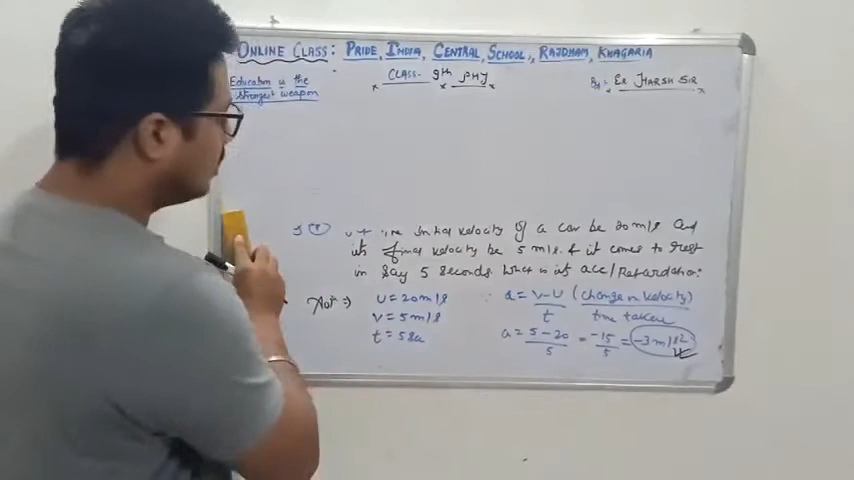 ONLINE CLASS: PRIDE INDIA CENTRAL SCHOOL, RAJDHAM, KHAGARIA
Education is the strongest weapon
CLASS- 9th PHY
By:- Er HARSH SIR
the initial velocity of a car be 20 m/s and
its final velocity be 5 m/s & it comes to rest
in say 5 seconds. What is its acc/Retardation?
U = 20 m/s
V = 5 m/s
t = 5 sec
a = V-U / t (change in velocity) / time taken
a = 5-20 / 5 = -15 / 5 = -3 m/s2